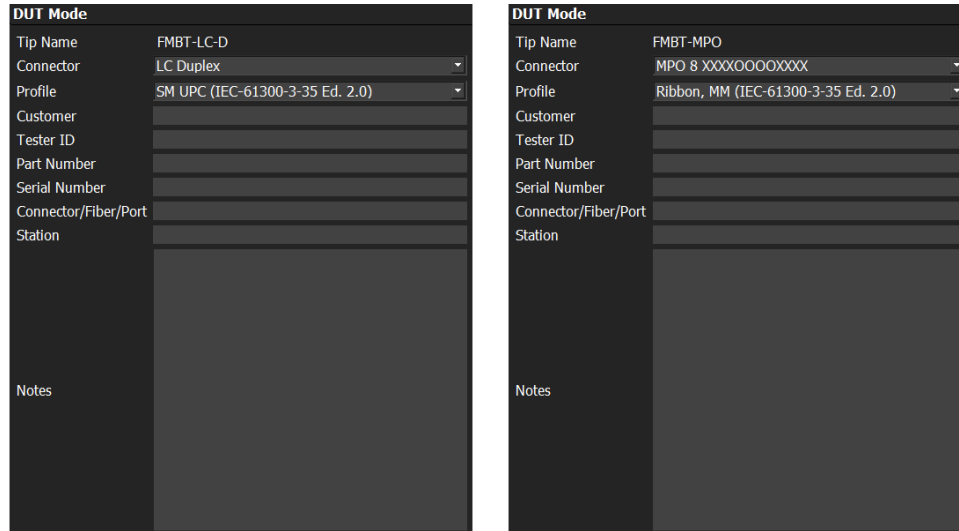 DUT Mode
Tip Name FMBT-LC-D
Connector LC Duplex
Profile SM UPC (IEC-61300-3-35 Ed. 2.0)
Customer
Tester ID
Part Number
Serial Number
Connector/Fiber/Port
Station
Notes
DUT Mode
Tip Name FMBT-MPO
Connector MPO 8 XXXXOOOOXXXX
Profile Ribbon, MM (IEC-61300-3-35 Ed. 2.0)
Customer
Tester ID
Part Number
Serial Number
Connector/Fiber/Port
Station
Notes